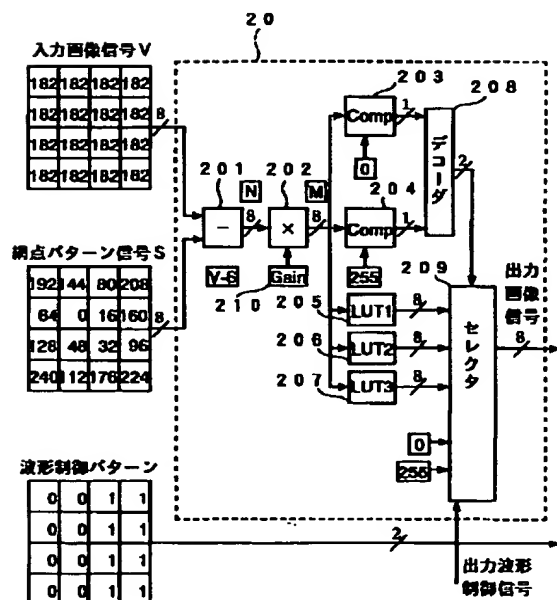 20
入力画像信号V
182 182 182 182
182 182 182 182
182 182 182 182
182 182 182 182
8
203
208
Comp
1
0
デコーダ
2
201
202
204
N
M
−
8
×
8
Comp
1
V-S
Gain
255
210
209
網点パターン信号S
192 144 80 208
64 0 16 160
128 48 32 96
240 112 176 224
8
205
LUT1
8
206
LUT2
8
207
LUT3
8
セレクタ
出力画像信号
8
0
255
波形制御パターン
0 0 1 1
0 0 1 1
0 0 1 1
0 0 1 1
2
出力波形
制御信号